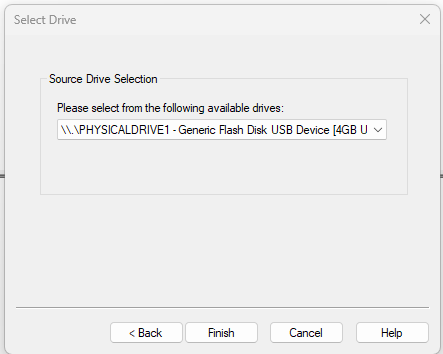 Select Drive
Source Drive Selection
Please select from the following available drives:
\\.\PHYSICALDRIVE1 - Generic Flash Disk USB Device [4GB U
< Back
Finish
Cancel
Help